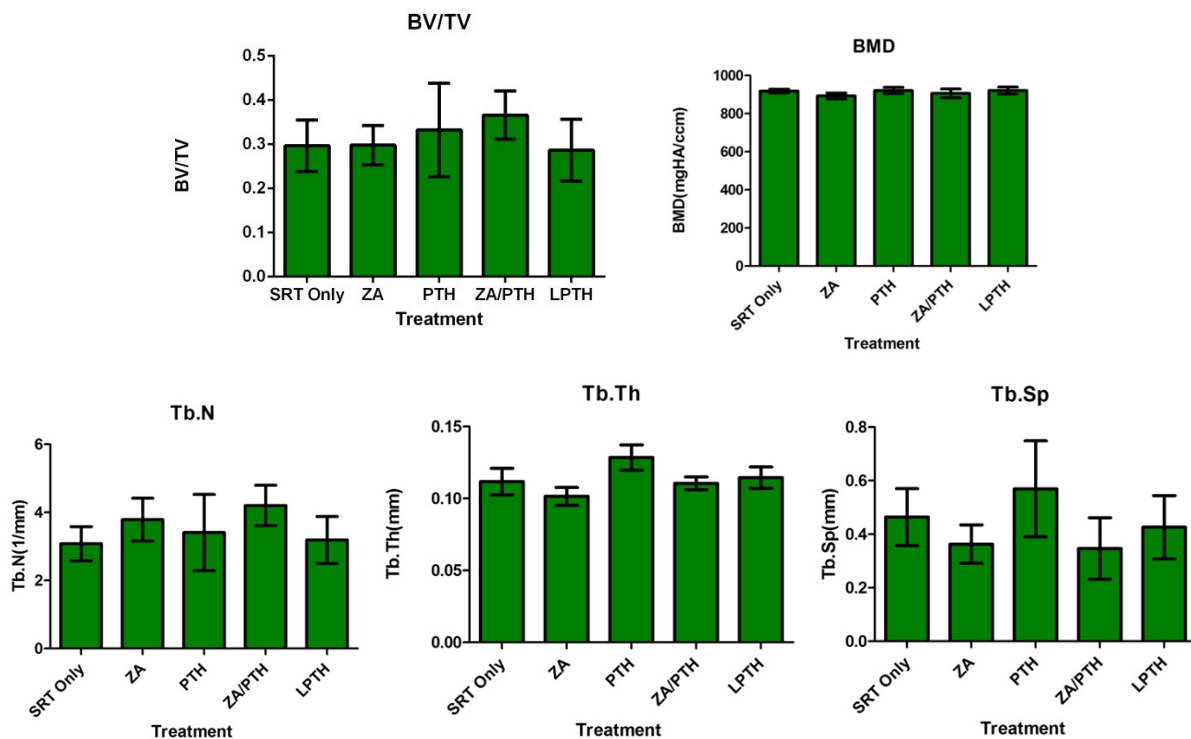 BV/TV
BV/TV
0.5
0.4
0.3
0.2
0.1
0.0
SRT Only ZA PTH ZA/PTH LPTH
Treatment
BMD
BMD(mgHA/ccm)
1000
800
600
400
200
0
SRT Only ZA PTH ZA/PTH LPTH
Treatment
Tb.N
Tb.N(1/mm)
6
4
2
0
SRT Only ZA PTH ZA/PTH LPTH
Treatment
Tb.Th
Tb.Th(mm)
0.15
0.10
0.05
0.00
SRT Only ZA PTH ZA/PTH LPTH
Treatment
Tb.Sp
Tb.Sp(mm)
0.8
0.6
0.4
0.2
0.0
SRT Only ZA PTH ZA/PTH LPTH
Treatment